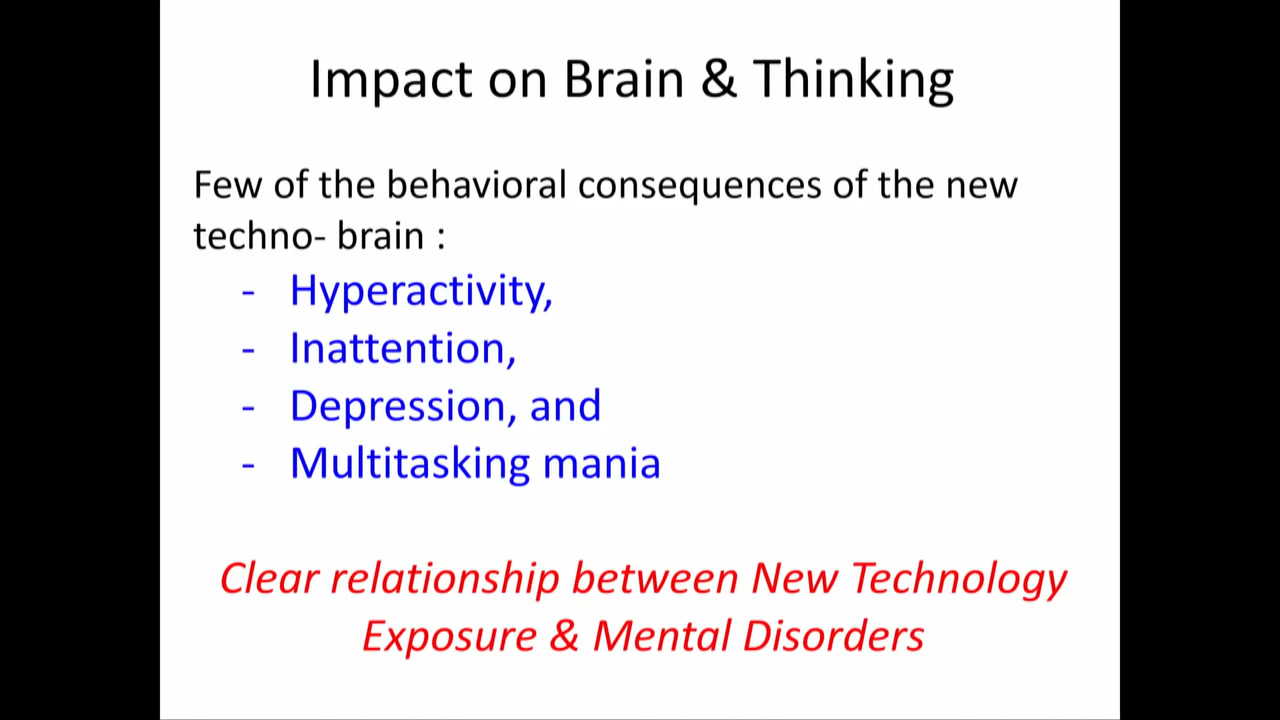 Impact on Brain & Thinking
Few of the behavioral consequences of the new
techno- brain :
- Hyperactivity,
- Inattention,
- Depression, and
- Multitasking mania
Clear relationship between New Technology
Exposure & Mental Disorders